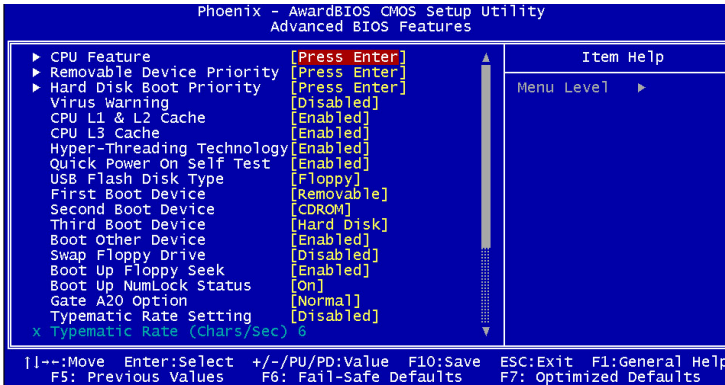 Phoenix - AwardBIOS CMOS Setup Utility
Advanced BIOS Features
▶ CPU Feature [Press Enter]
▶ Removable Device Priority [Press Enter]
▶ Hard Disk Boot Priority [Press Enter]
Virus Warning [Disabled]
CPU L1 & L2 Cache [Enabled]
CPU L3 Cache [Enabled]
Hyper-Threading Technology[Enabled]
Quick Power On Self Test [Enabled]
USB Flash Disk Type [Floppy]
First Boot Device [Removable]
Second Boot Device [CDROM]
Third Boot Device [Hard Disk]
Boot Other Device [Enabled]
Swap Floppy Drive [Disabled]
Boot Up Floppy Seek [Enabled]
Boot Up NumLock Status [On]
Gate A20 Option [Normal]
Typematic Rate Setting [Disabled]
x Typematic Rate (Chars/Sec) 6
Item Help
Menu Level ▶
↑↓→←:Move Enter:Select +/-/PU/PD:Value F10:Save ESC:Exit F1:General Help
F5: Previous Values F6: Fail-Safe Defaults F7: Optimized Defaults